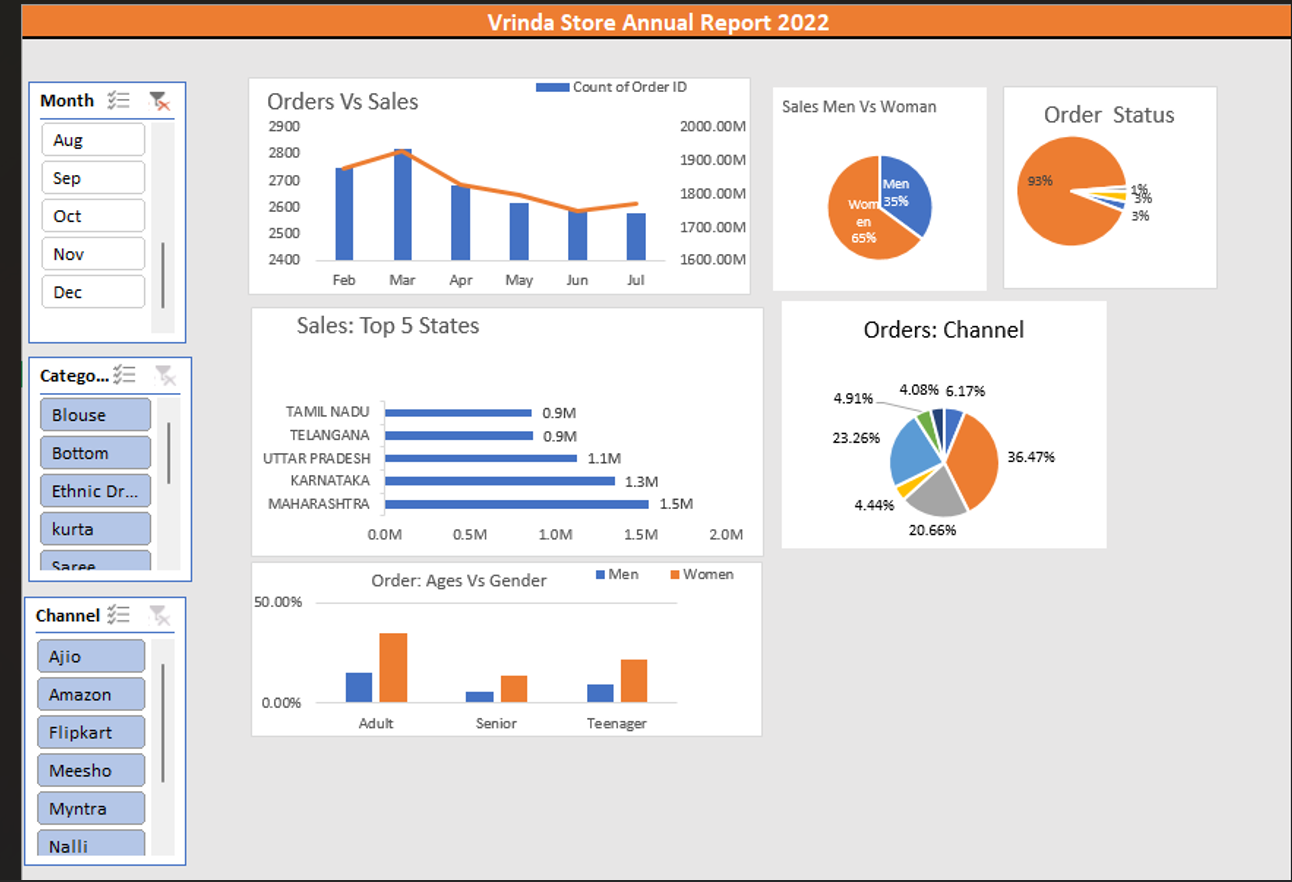 Vrinda Store Annual Report 2022
Month
Aug
Sep
Oct
Nov
Dec
Catego...
Blouse
Bottom
Ethnic Dr...
kurta
Saree
Channel
Ajio
Amazon
Flipkart
Meesho
Myntra
Nalli
Orders Vs Sales
Count of Order ID
2900
2800
2700
2600
2500
2400
2000.00M
1900.00M
1800.00M
1700.00M
1600.00M
Feb Mar Apr May Jun Jul
Sales Men Vs Woman
Men
35%
Wom
en
65%
Order Status
93%
1%
3%
3%
Sales: Top 5 States
TAMIL NADU 0.9M
TELANGANA 0.9M
UTTAR PRADESH 1.1M
KARNATAKA 1.3M
MAHARASHTRA 1.5M
0.0M 0.5M 1.0M 1.5M 2.0M
Orders: Channel
4.08% 6.17%
4.91%
23.26%
36.47%
4.44%
20.66%
Order: Ages Vs Gender
Men Women
50.00%
0.00%
Adult Senior Teenager